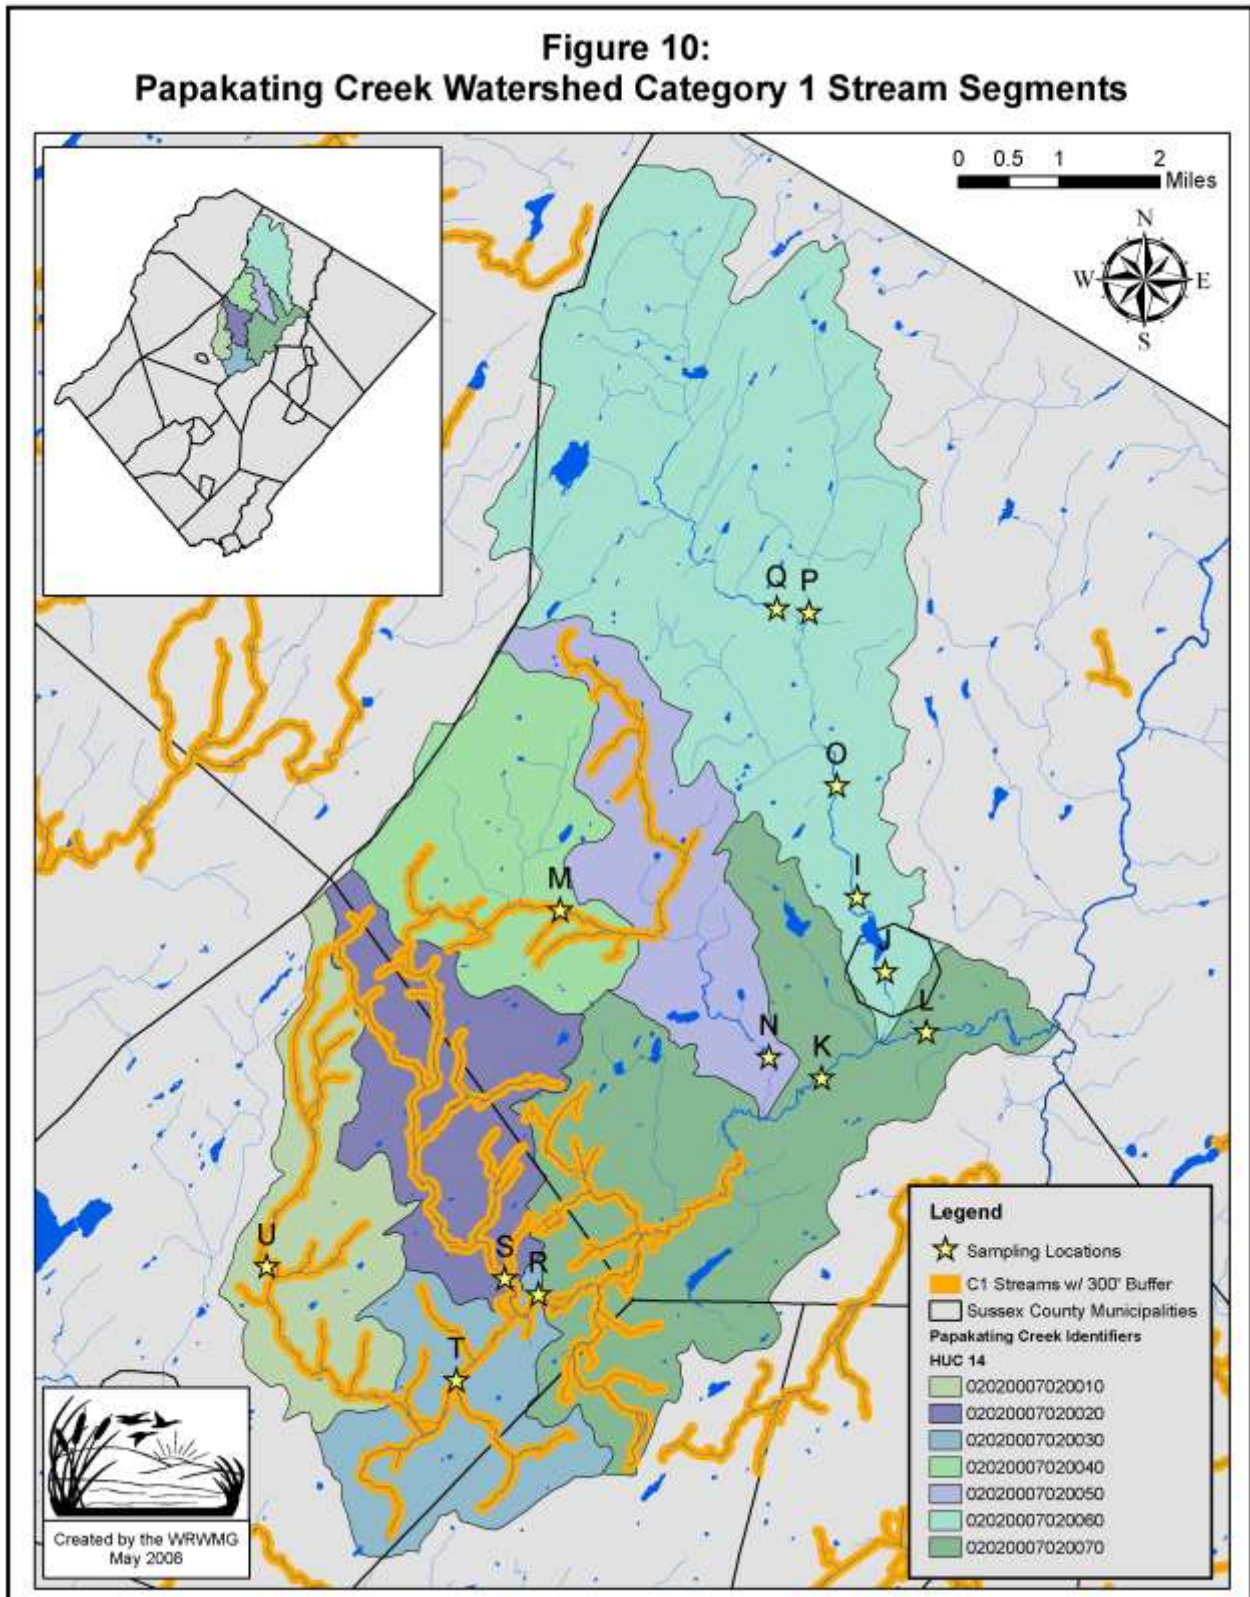 Figure 10:
Papakating Creek Watershed Category 1 Stream Segments
0 0.5 1 2
Miles
N
W E
S
Q P
O
I
M
J
L
N
K
U
S
R
T
Legend
Sampling Locations
C1 Streams w/ 300' Buffer
Sussex County Municipalities
Papakating Creek Identifiers
HUC 14
02020007020010
02020007020020
02020007020030
02020007020040
02020007020050
02020007020060
02020007020070
Created by the WRWMG
May 2006